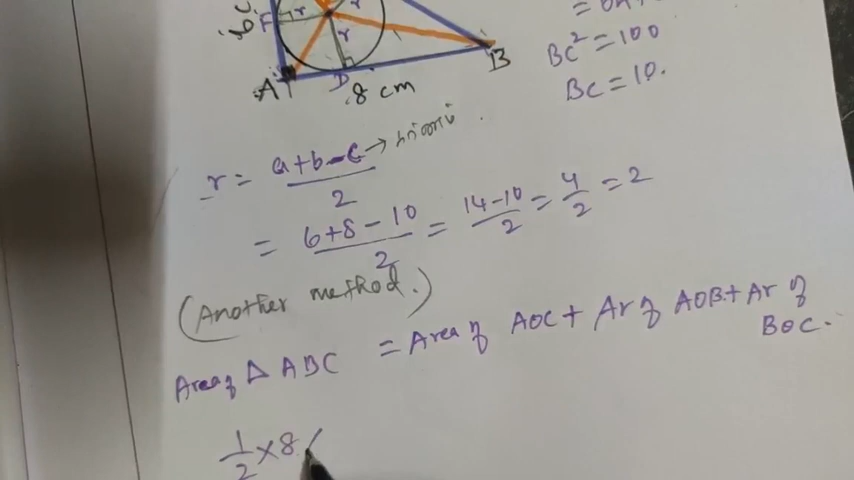 r
F r
6c
r
A D B
8 cm
BC² = 100
BC = 10.
r = a+b-c / 2 →
= 6+8-10 / 2 = 14-10 / 2 = 4/2 = 2
(Another method.)
Area of Δ ABC = Area of AOC + Ar of AOB + Ar of
BOC.
1/2 × 8